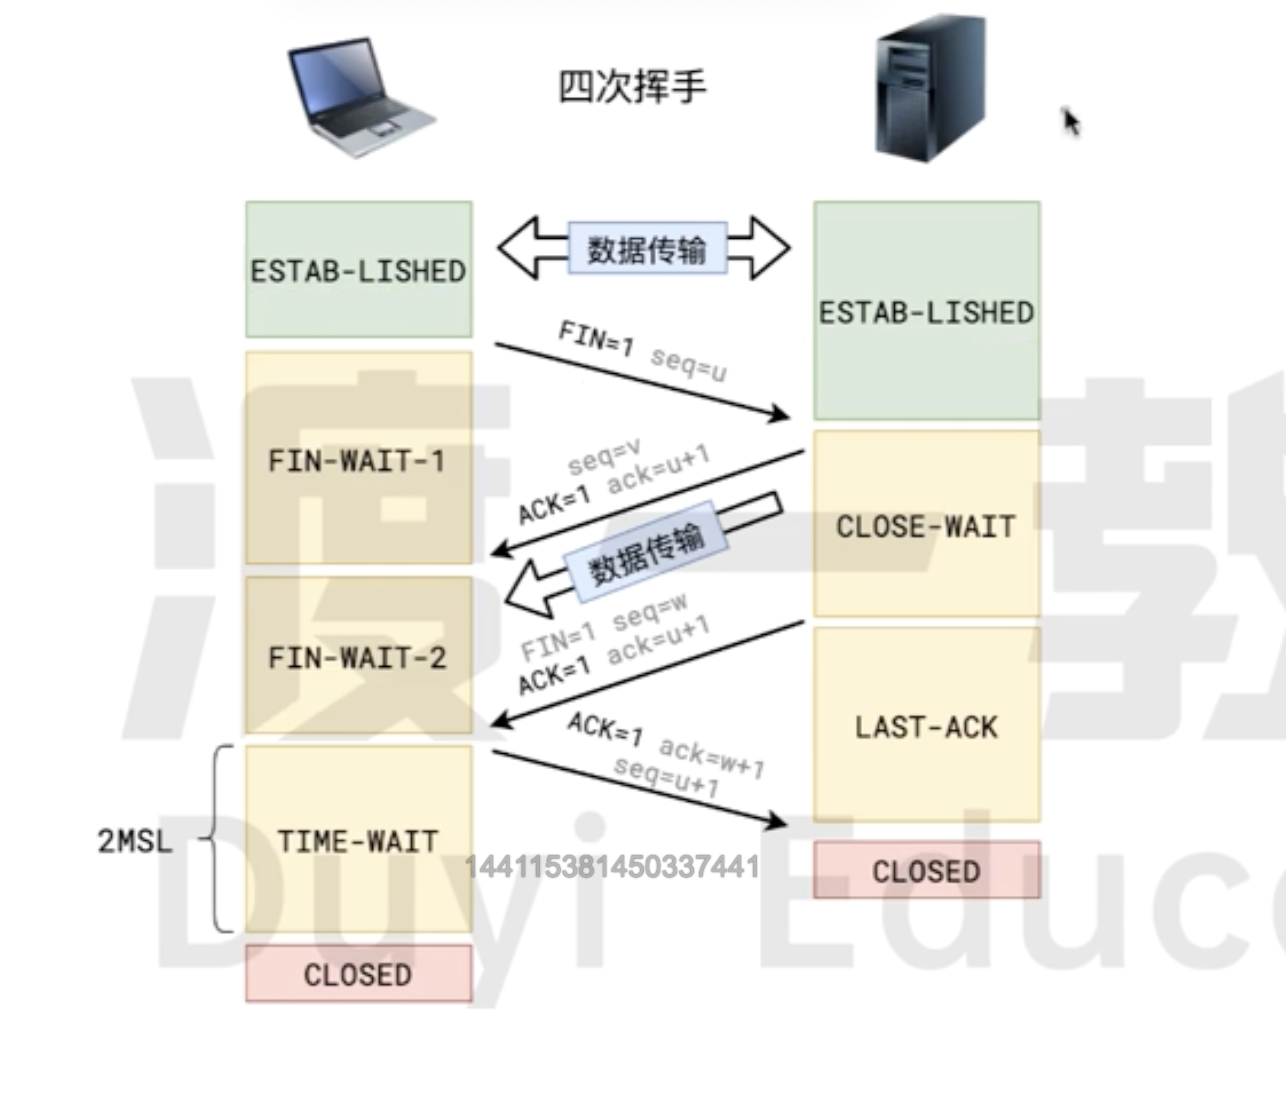 四次挥手
ESTAB-LISHED
数据传输
ESTAB-LISHED
FIN=1 seq=u
FIN-WAIT-1
seq=v
ACK=1 ack=u+1
CLOSE-WAIT
数据传输
FIN-WAIT-2
FIN=1 seq=w
ACK=1 ack=u+1
LAST-ACK
ACK=1 ack=w+1
seq=u+1
2MSL
TIME-WAIT
144115381450337441
CLOSED
CLOSED
渡一教
Duyi Educ